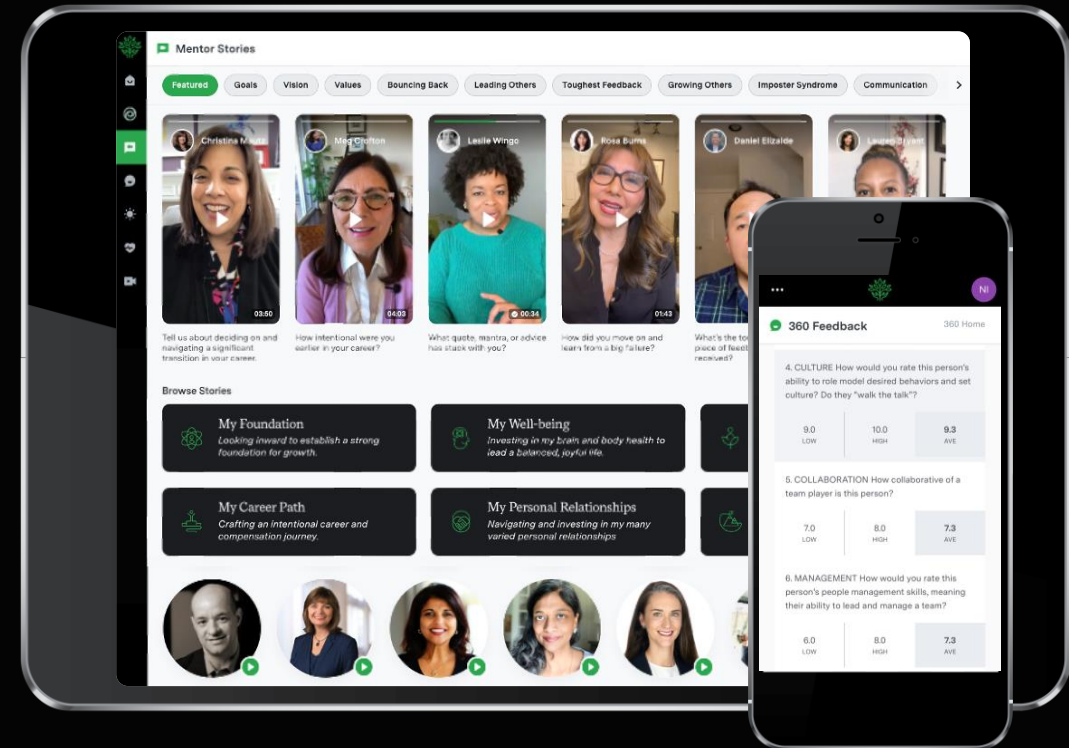 Mentor Stories
Featured
Goals
Vision
Values
Bouncing Back
Leading Others
Toughest Feedback
Growing Others
Imposter Syndrome
Communication
Christina Mautz
Meg Crofton
Leslie Wingo
Rosa Burns
Daniel Elizalde
Lauren Bryant
03:50
04:03
00:34
01:43
Tell us about deciding on and
navigating a significant
transition in your career.
How intentional were you
earlier in your career?
What quote, mantra, or advice
has stuck with you?
How did you move on and
learn from a big failure?
What's the
piece of
received?
Browse Stories
My Foundation
Looking inward to establish a strong
foundation for growth.
My Well-being
Investing in my brain and body health to
lead a balanced, joyful life.
My Career Path
Crafting an intentional career and
compensation journey.
My Personal Relationships
Navigating and investing in my many
varied personal relationships
NI
360 Feedback
360 Home
4. CULTURE How would you rate this person's
ability to role model desired behaviors and set
culture? Do they "walk the talk"?
9.0
10.0
9.3
LOW
HIGH
AVE
5. COLLABORATION How collaborative of a
team player is this person?
7.0
8.0
7.3
LOW
HIGH
AVE
6. MANAGEMENT How would you rate this
person's people management skills, meaning
their ability to lead and manage a team?
6.0
8.0
7.3
LOW
HIGH
AVE